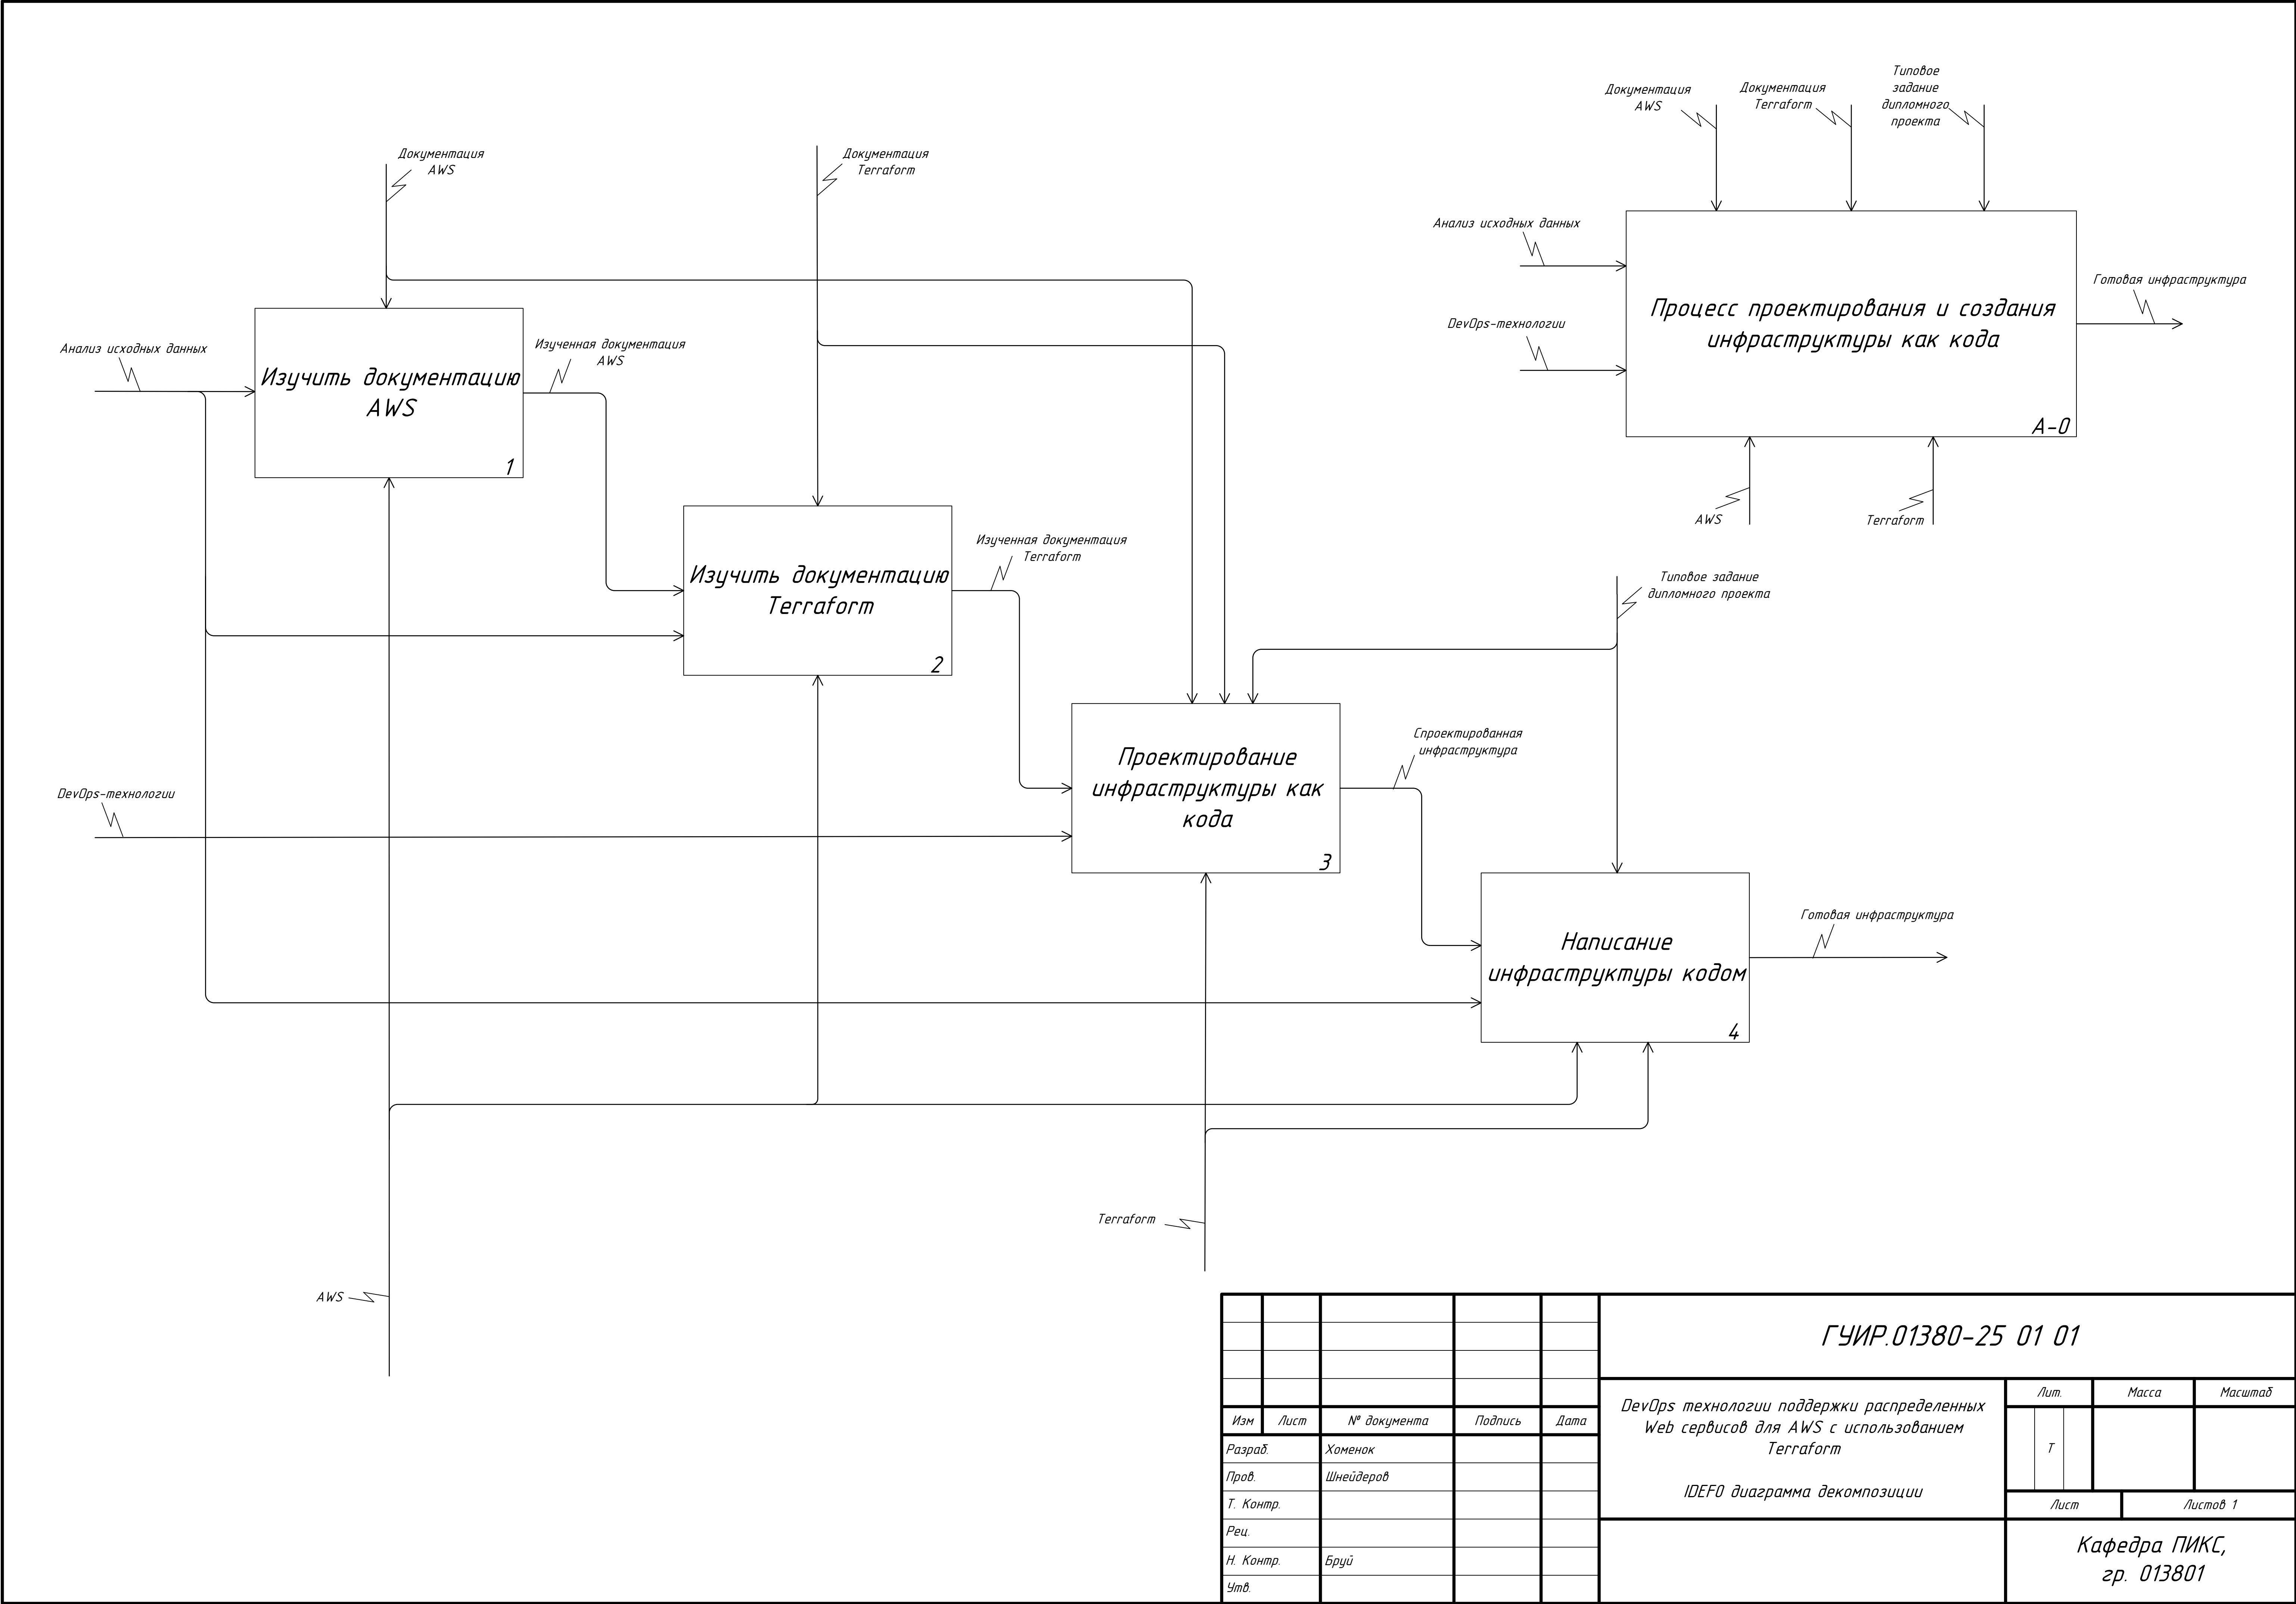 Документация
AWS
Документация
Terraform
Анализ исходных данных
Изучить документацию
AWS
1
Изученная документация
AWS
Изучить документацию
Terraform
2
Изученная документация
Terraform
DevOps-технологии
Проектирование
инфраструктуры как
кода
3
Спроектированная
инфраструктура
Типовое задание
дипломного проекта
Написание
инфраструктуры кодом
4
Готовая инфраструктура
Terraform
AWS
Документация
AWS
Документация
Terraform
Типовое
задание
дипломного
проекта
Анализ исходных данных
DevOps-технологии
Процесс проектирования и создания
инфраструктуры как кода
А-0
Готовая инфраструктура
AWS
Terraform
ГУИР.01380-25 01 01
DevOps технологии поддержки распределенных
Web сервисов для AWS с использованием
Terraform
IDEF0 диаграмма декомпозиции
Лит. Масса Масштаб
Т
Лист Листов 1
Кафедра ПИКС,
гр. 013801
Изм Лист № документа Подпись Дата
Разраб. Хоменок
Пров. Шнейдеров
Т. Контр.
Рец.
Н. Контр. Бруй
Утв.